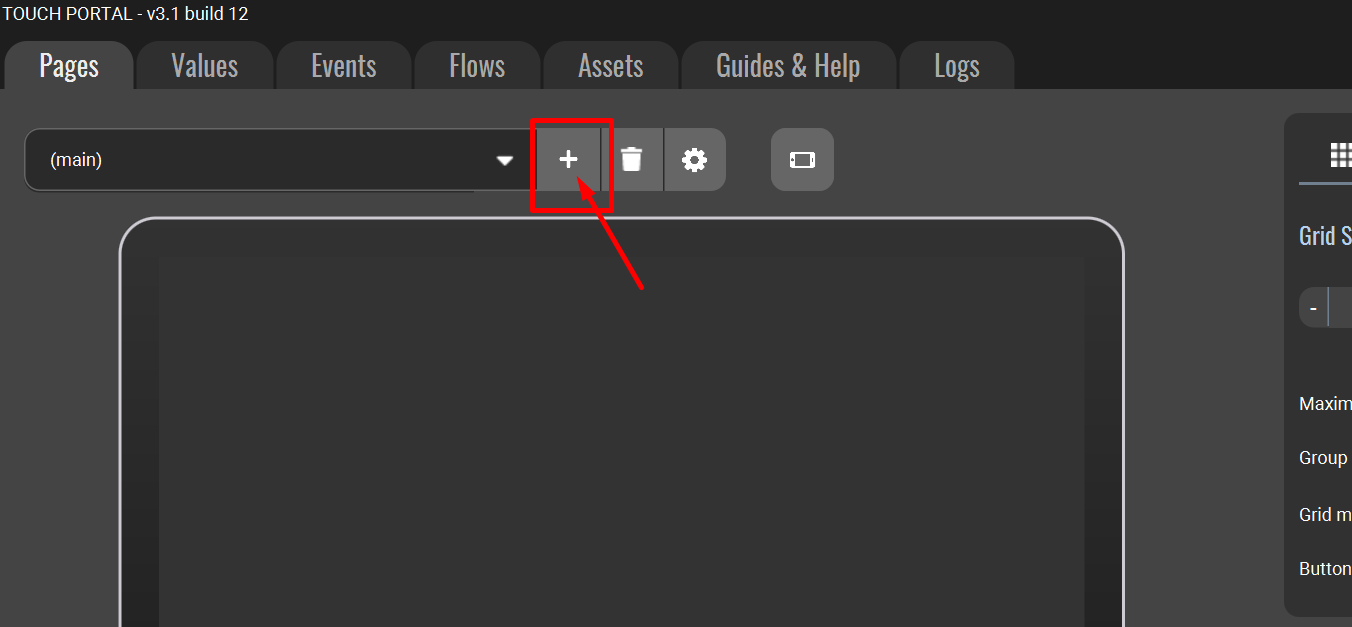 TOUCH PORTAL - v3.1 build 12
Pages Values Events Flows Assets Guides & Help Logs
(main)
Grid S
-
Maxim
Group
Grid m
Button